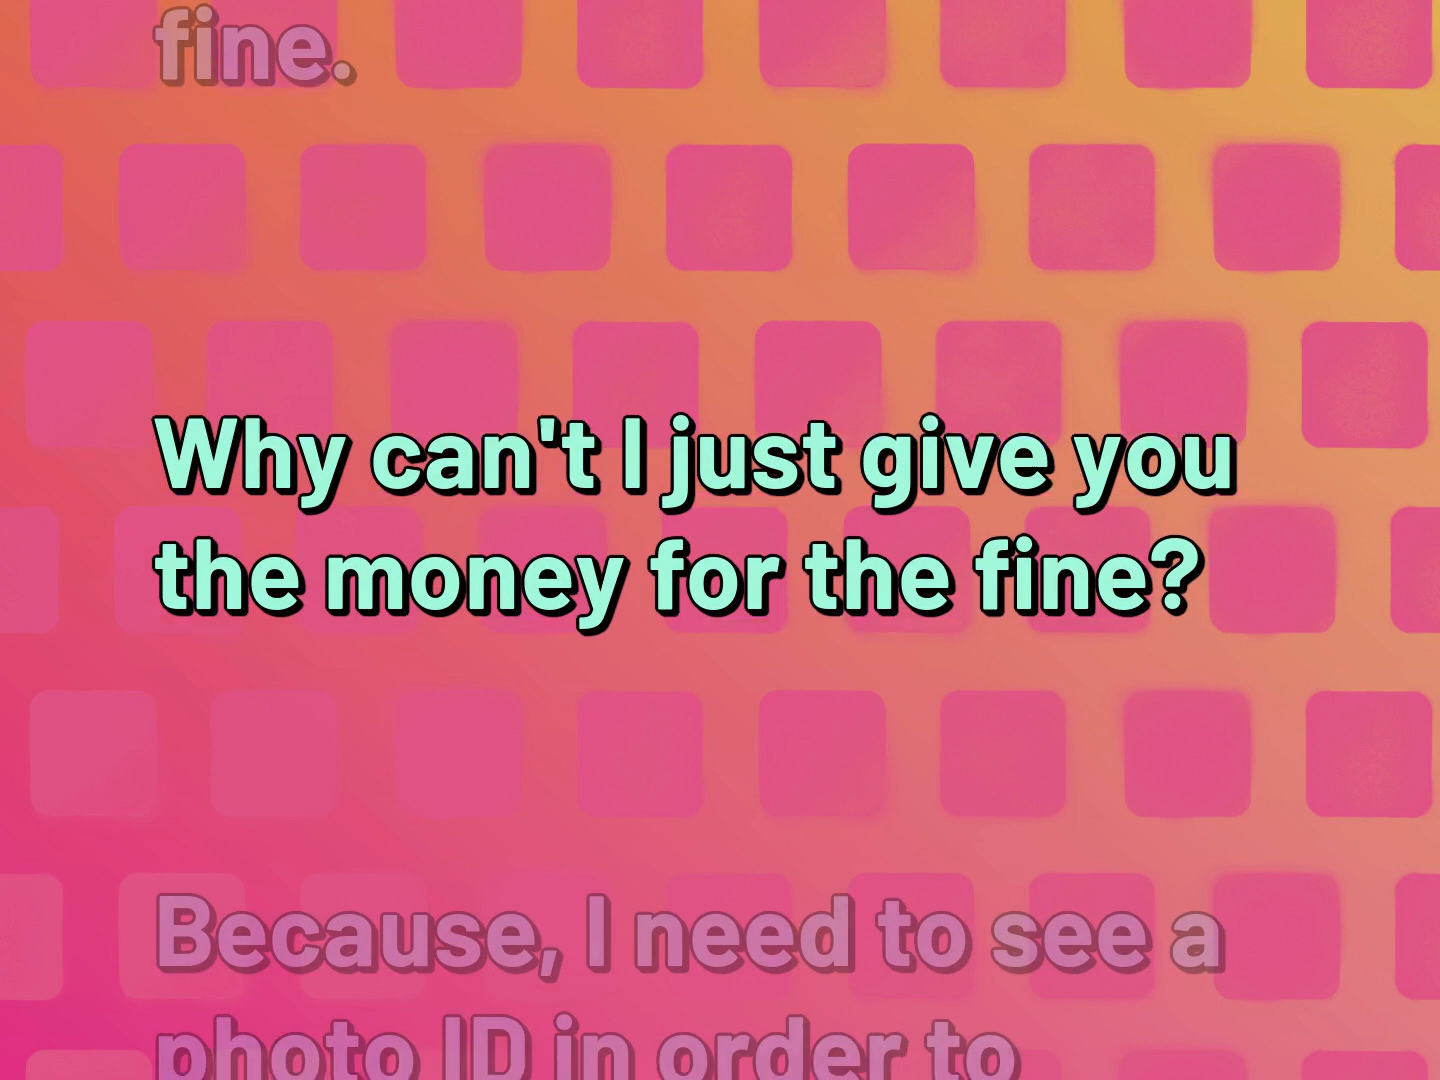 fine.
Why can't I just give you
the money for the fine?
Because, I need to see a
photo ID in order to